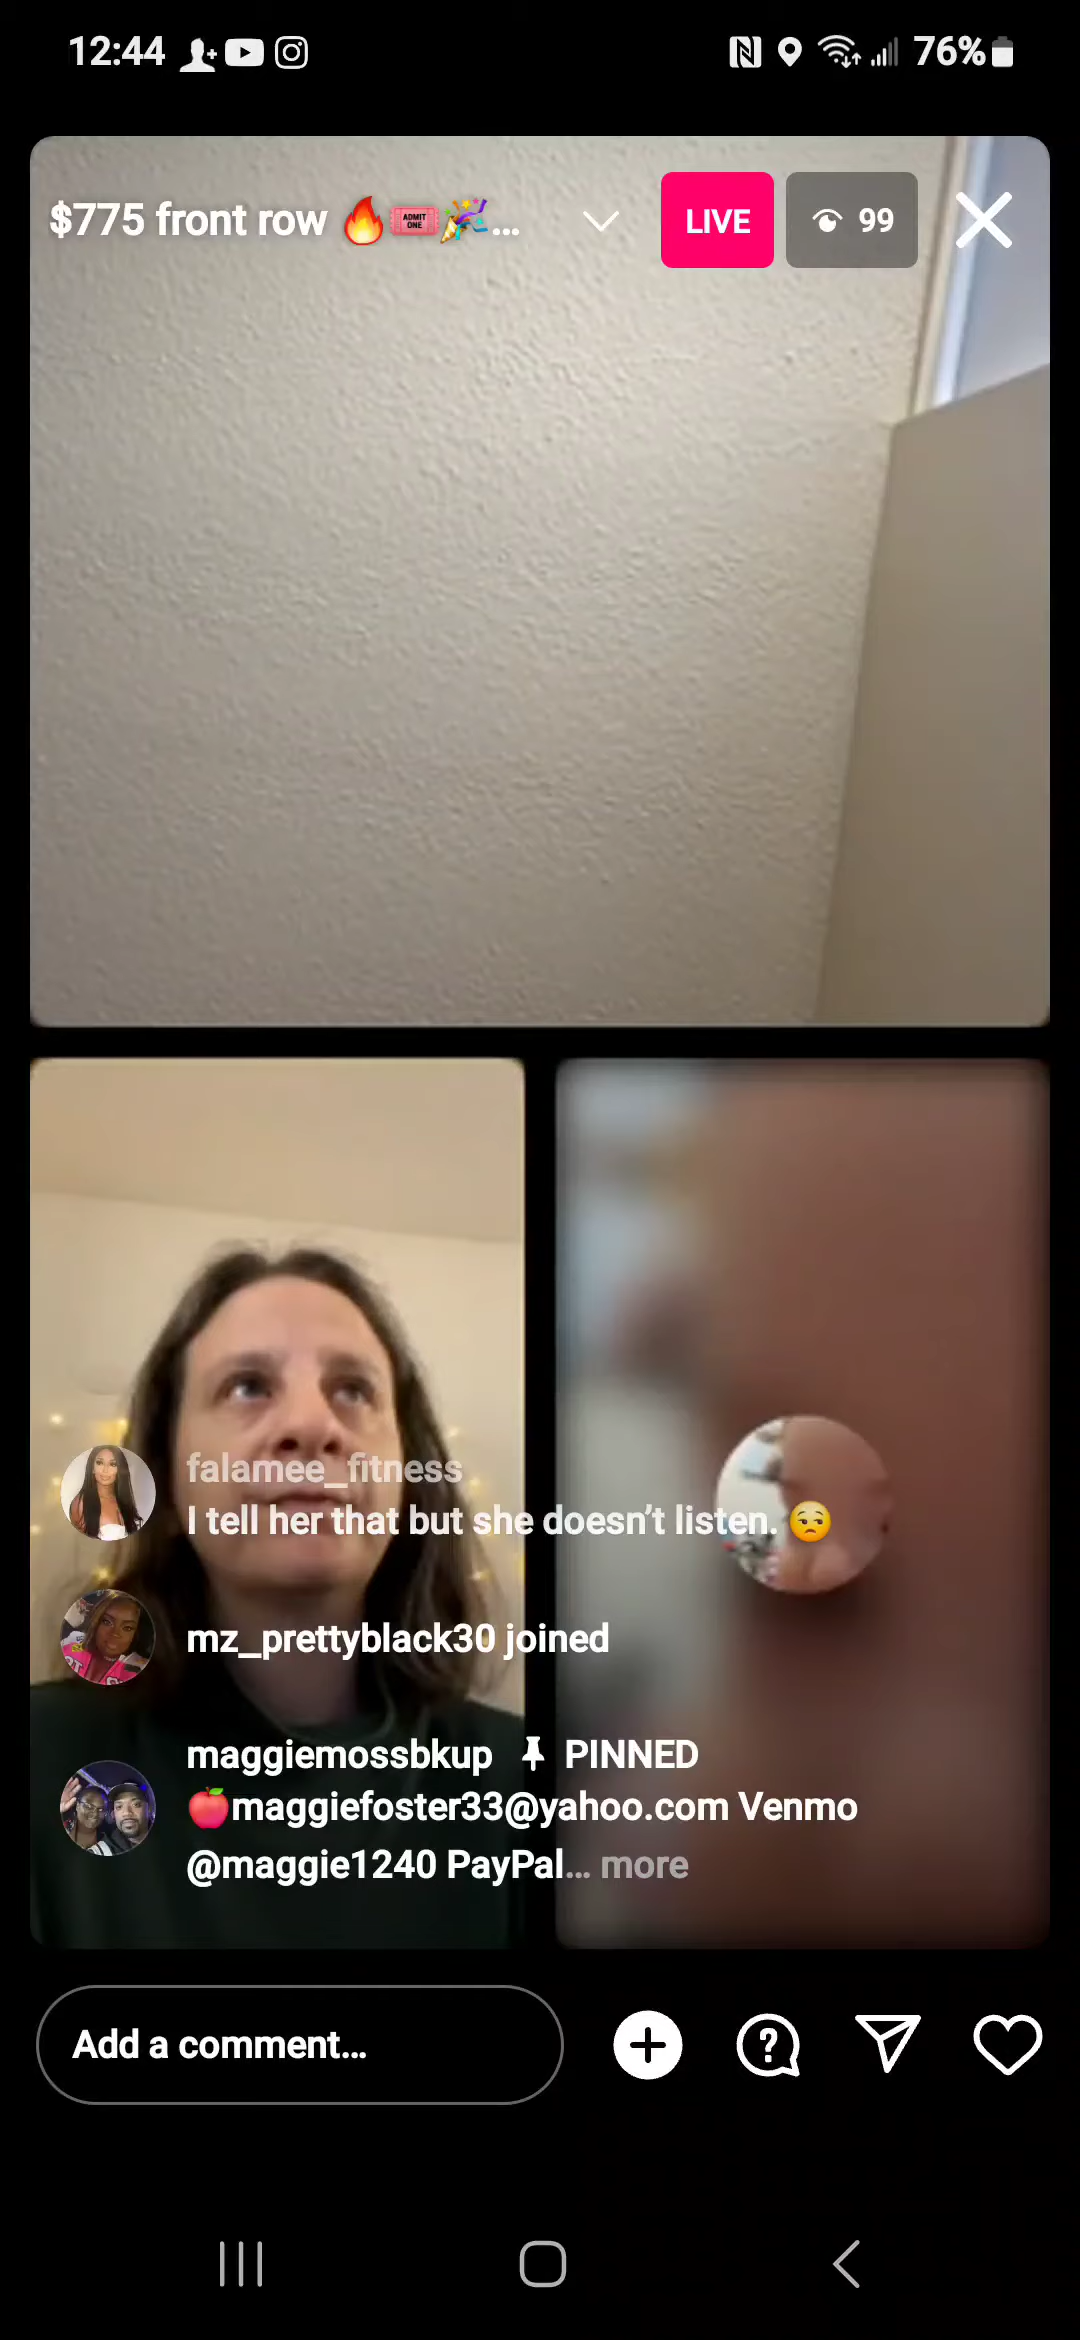 12:44
76%
$775 front row 🔥🎟️🎉...
LIVE
99
falamee_fitness
I tell her that but she doesn’t listen. 😒
mz_prettyblack30 joined
maggiemossbkup 📌 PINNED
🍎maggiefoster33@yahoo.com Venmo
@maggie1240 PayPal... more
Add a comment...